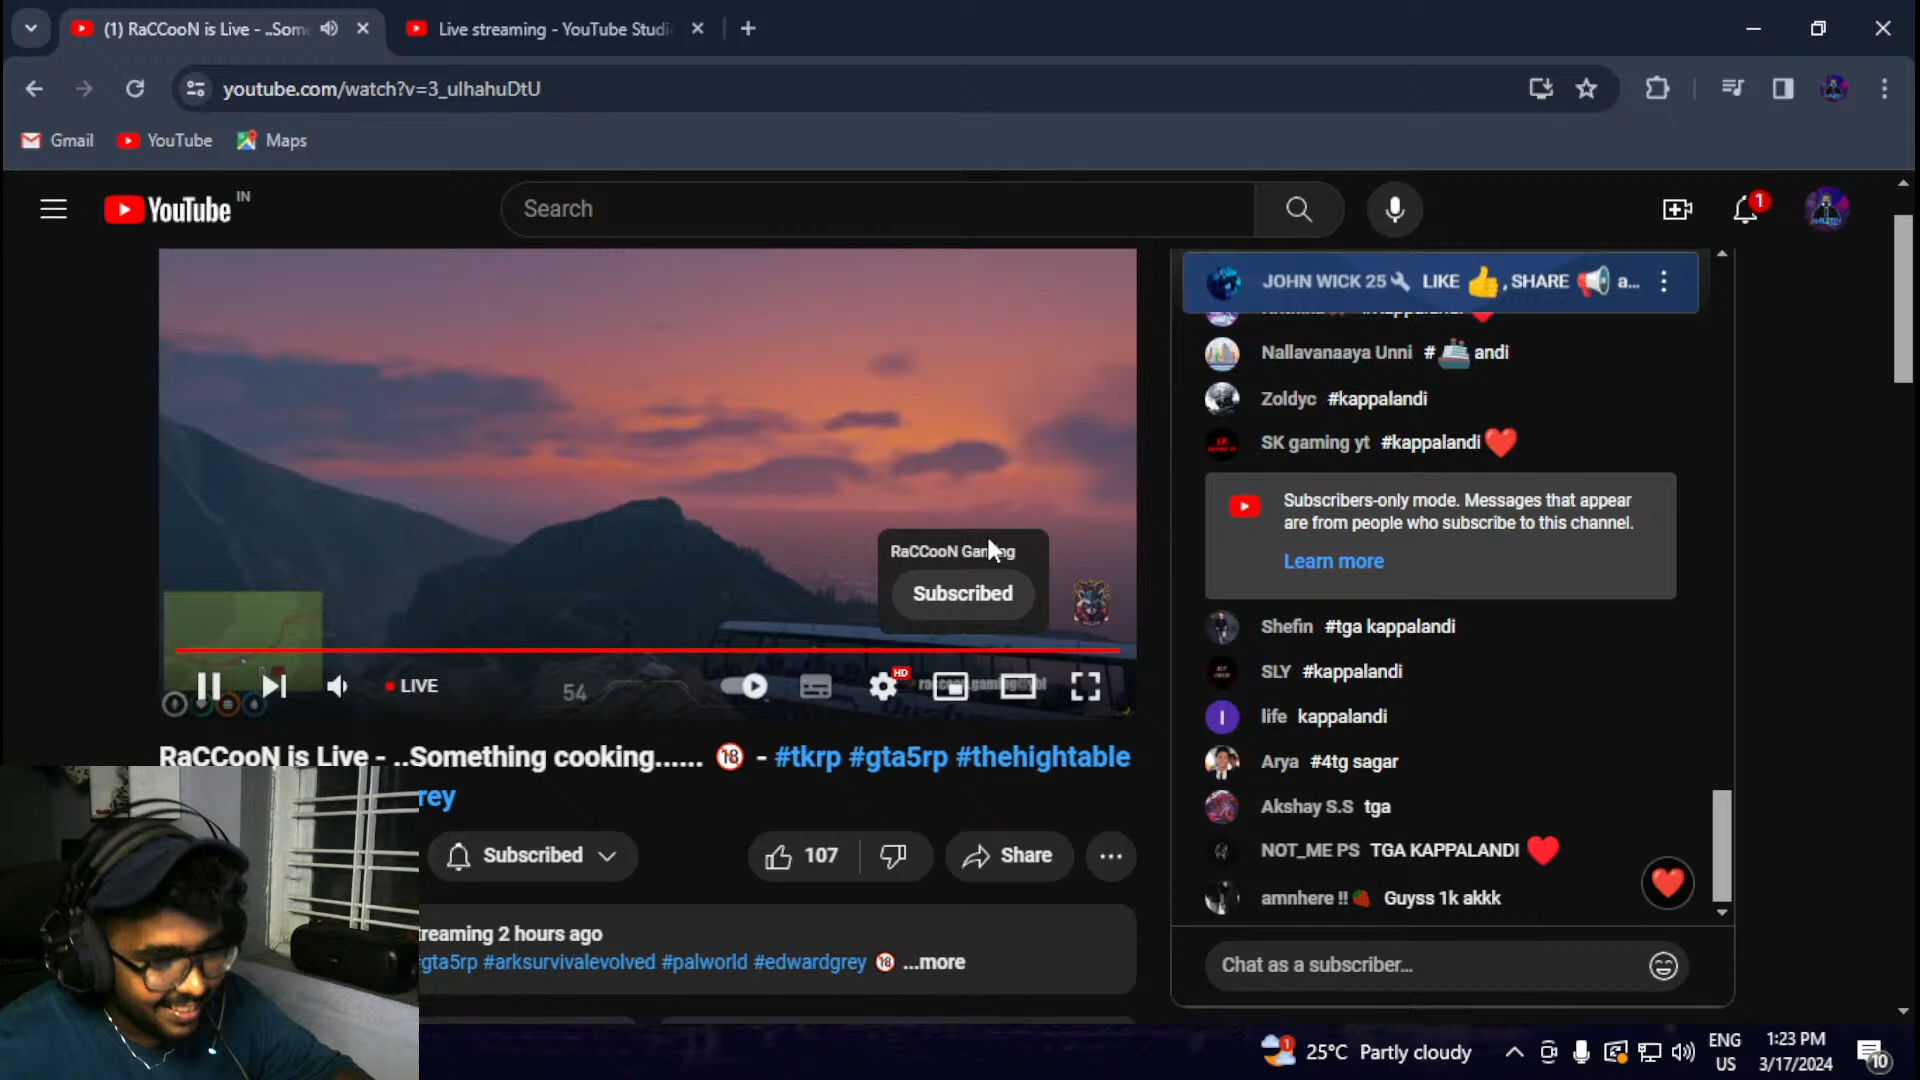 (1) RaCCooN is Live - ..Som
Live streaming - YouTube Studi
youtube.com/watch?v=3_ulhahuDtU
Gmail
YouTube
Maps
YouTube IN
Search
1
JOHN WICK 25 LIKE 👍, SHARE 📢 a...
Nallavanaaya Unni #🚢andi
Zoldyc #kappalandi
SK gaming yt #kappalandi❤️
Subscribers-only mode. Messages that appear
are from people who subscribe to this channel.
Learn more
Shefin #tga kappalandi
SLY #kappalandi
I life kappalandi
Arya #4tg sagar
Akshay S.S tga
NOT_ME PS TGA KAPPALANDI ❤️
amnhere !!🍓 Guyss 1k akkk
Chat as a subscriber...
RaCCooN Gaming
Subscribed
LIVE
54
HD
RaCCooN is Live - ..Something cooking...... 🔞 - #tkrp #gta5rp #thehightable
rey
Subscribed
107
Share
treaming 2 hours ago
gta5rp #arksurvivalevolved #palworld #edwardgrey 🔞 ...more
1
25°C Partly cloudy
ENG
US
1:23 PM
3/17/2024
10